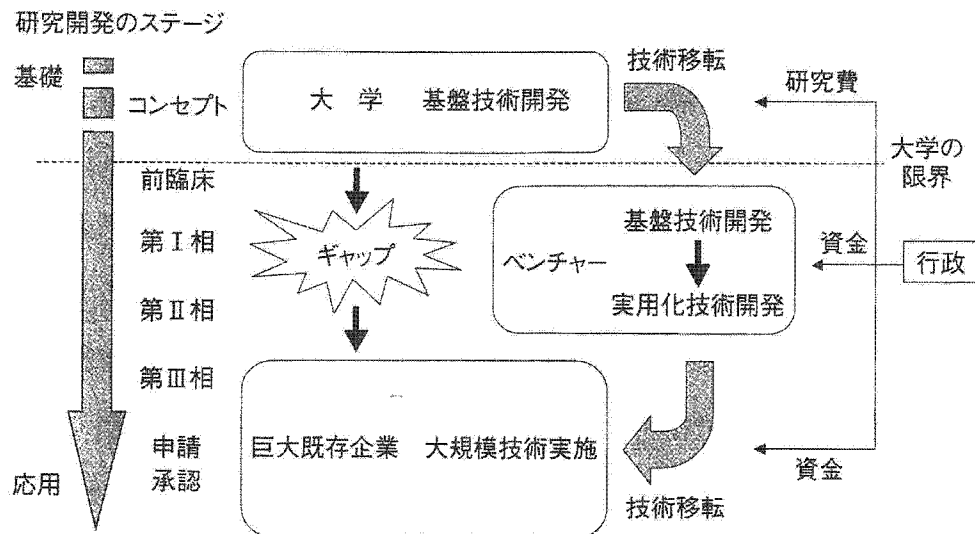 研究開発のステージ
基礎
コンセプト
大学 基盤技術開発
技術移転
研究費
大学の
限界
前臨床
第Ⅰ相
第Ⅱ相
第Ⅲ相
ギャップ
ベンチャー
基盤技術開発
実用化技術開発
資金
行政
申請
承認
巨大既存企業 大規模技術実施
資金
技術移転
応用